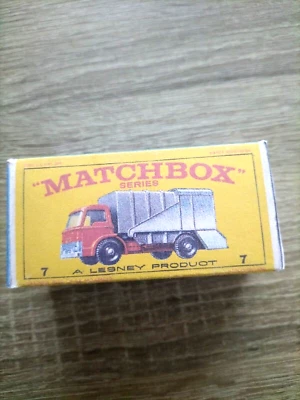 "MATCHBOX"
SERIES
7 7
A LESNEY PRODUCT